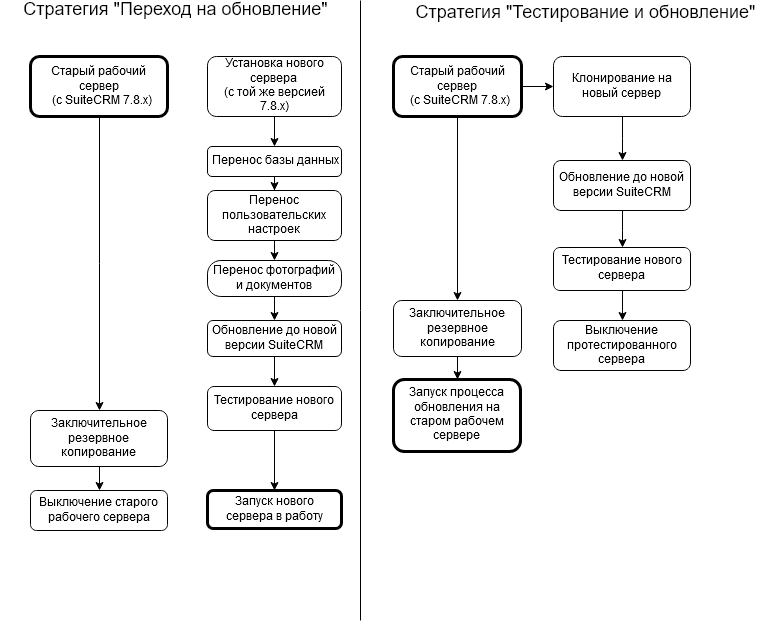 Стратегия "Переход на обновление"
Старый рабочий
сервер
(с SuiteCRM 7.8.x)
Заключительное
резервное
копирование
Выключение старого
рабочего сервера
Установка нового
сервера
(с той же версией
7.8.x)
Перенос базы данных
Перенос
пользовательских
настроек
Перенос фотографий
и документов
Обновление до новой
версии SuiteCRM
Тестирование нового
сервера
Запуск нового
сервера в работу
Стратегия "Тестирование и обновление"
Старый рабочий
сервер
(с SuiteCRM 7.8.x)
Заключительное
резервное
копирование
Запуск процесса
обновления на
старом рабочем
сервере
Клонирование на
новый сервер
Обновление до новой
версии SuiteCRM
Тестирование нового
сервера
Выключение
протестированного
сервера